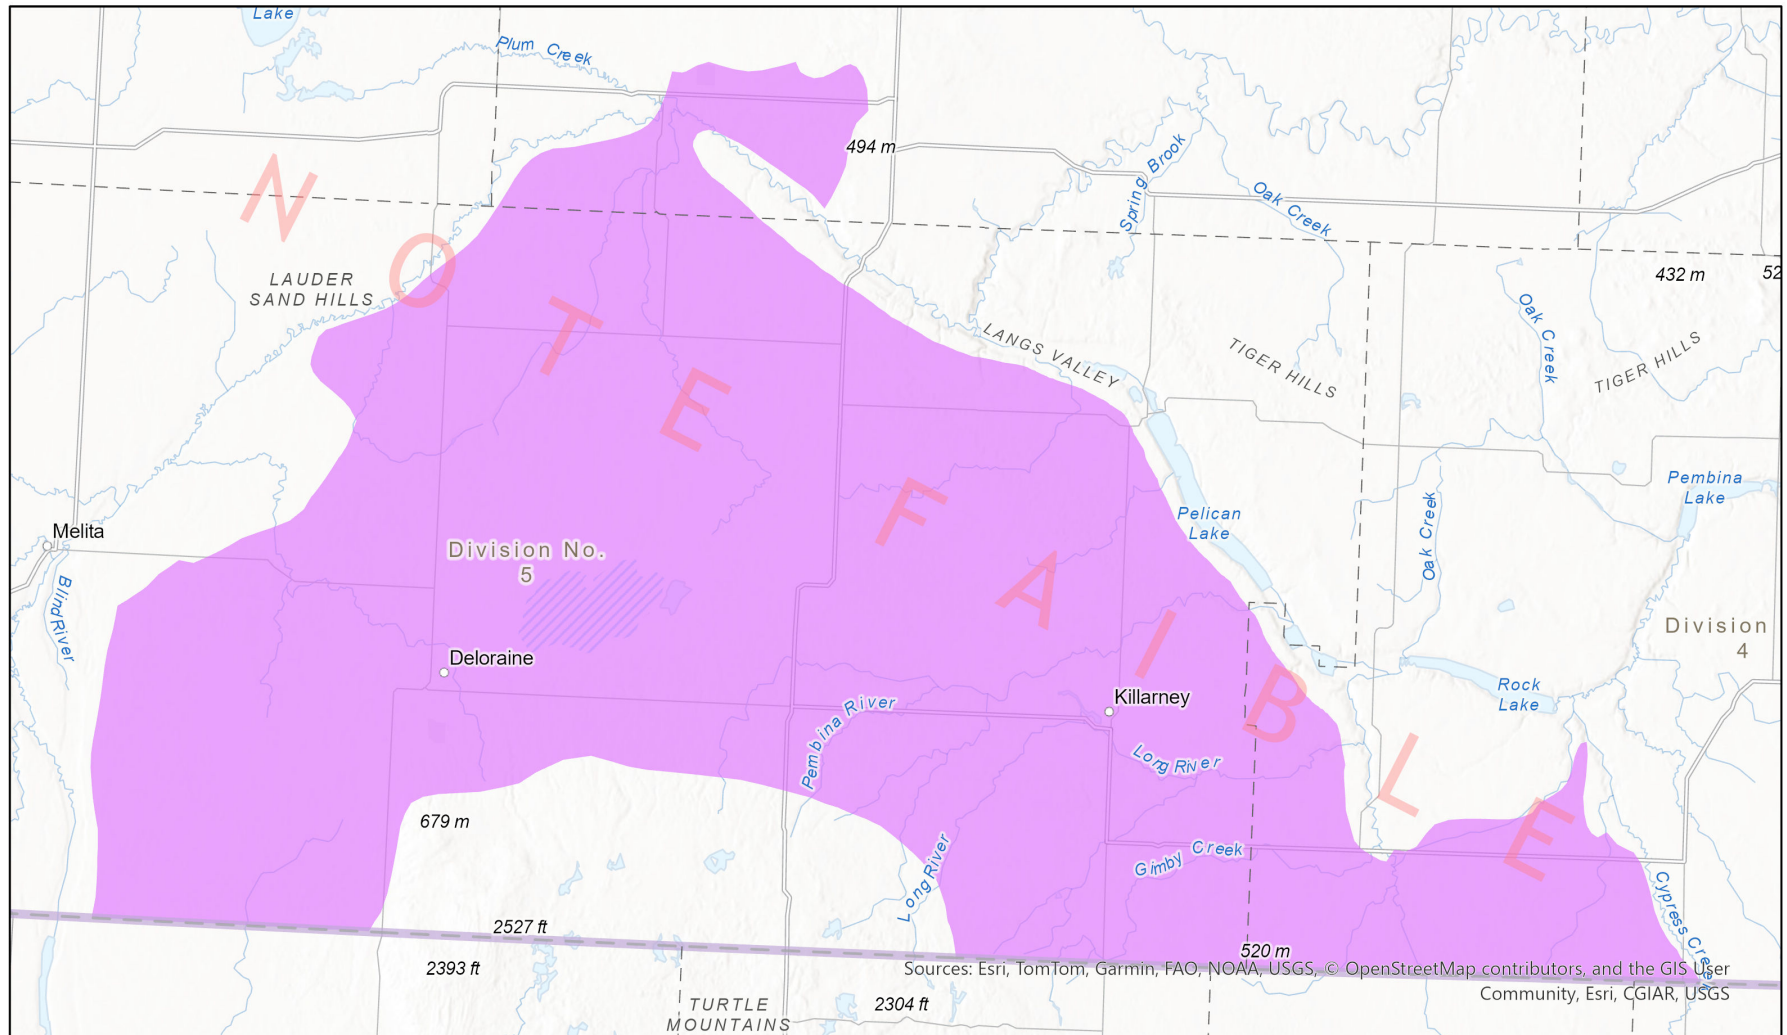 Lake
Plum Creek
494 m
Spring Brook
Oak Creek
NOTE FAIBLE
LAUDER
SAND HILLS
432 m
52
Oak Creek
LANGS VALLEY
TIGER HILLS
TIGER HILLS
Pembina
Lake
Pelican
Lake
Oak Creek
Melita
Division No.
5
Blind River
Division
4
Deloraine
Killarney
Rock
Lake
Pembina River
Long River
679 m
Gimby Creek
Long River
Cypress Creek
2527 ft
520 m
2393 ft
Sources: Esri, TomTom, Garmin, FAO, NOAA, USGS, © OpenStreetMap contributors, and the GIS User
Community, Esri, CGIAR, USGS
TURTLE
MOUNTAINS
2304 ft